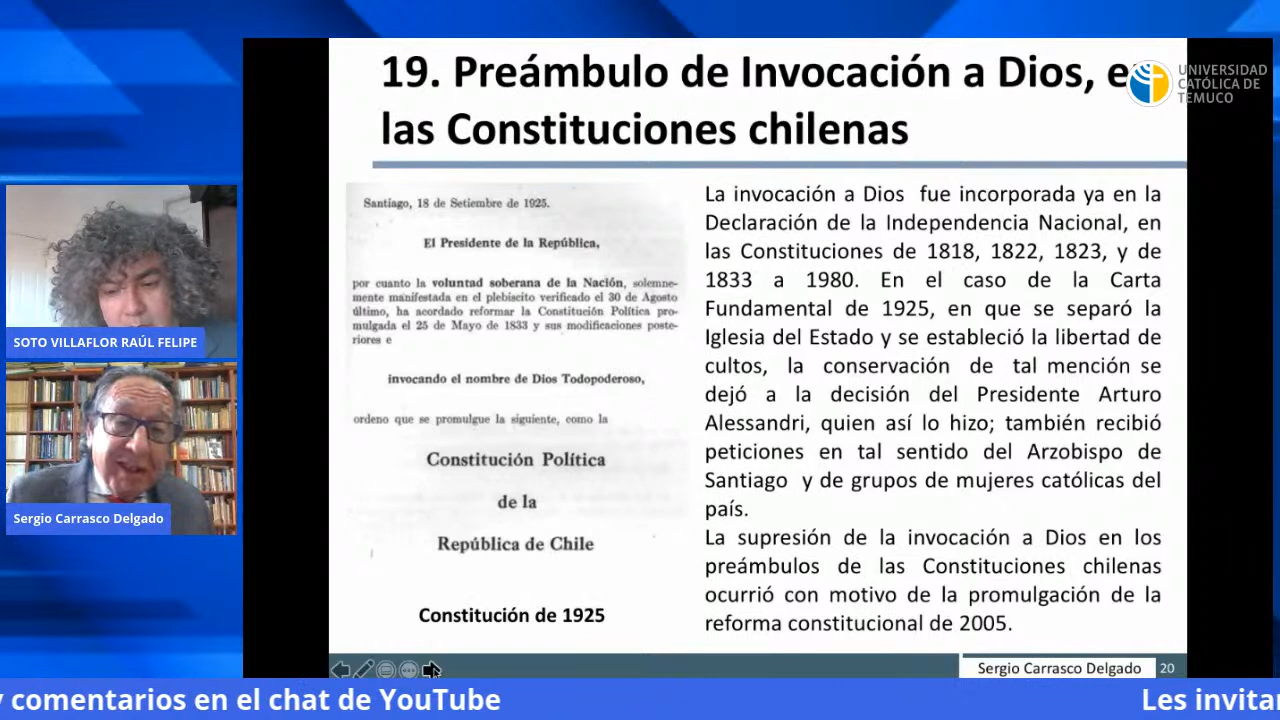 19. Preámbulo de Invocación a Dios, e
las Constituciones chilenas
UNIVERSIDAD
CATÓLICA DE
TEMUCO
Santiago, 18 de Setiembre de 1925.
El Presidente de la República,
por cuanto la voluntad soberana de la Nación, solemne-
mente manifestada en el plebiscito verificado el 30 de Agosto
último, ha acordado reformar la Constitución Política pro-
mulgada el 25 de Mayo de 1833 y sus modificaciones poste-
riores e
invocando el nombre de Dios Todopoderoso,
ordeno que se promulgue la siguiente, como la
Constitución Política
de la
República de Chile
Constitución de 1925
La invocación a Dios fue incorporada ya en la
Declaración de la Independencia Nacional, en
las Constituciones de 1818, 1822, 1823, y de
1833 a 1980. En el caso de la Carta
Fundamental de 1925, en que se separó la
Iglesia del Estado y se estableció la libertad de
cultos, la conservación de tal mención se
dejó a la decisión del Presidente Arturo
Alessandri, quien así lo hizo; también recibió
peticiones en tal sentido del Arzobispo de
Santiago y de grupos de mujeres católicas del
país.
La supresión de la invocación a Dios en los
preámbulos de las Constituciones chilenas
ocurrió con motivo de la promulgación de la
reforma constitucional de 2005.
SOTO VILLAFLOR RAÚL FELIPE
Sergio Carrasco Delgado
Sergio Carrasco Delgado 20
y comentarios en el chat de YouTube
Les invitan